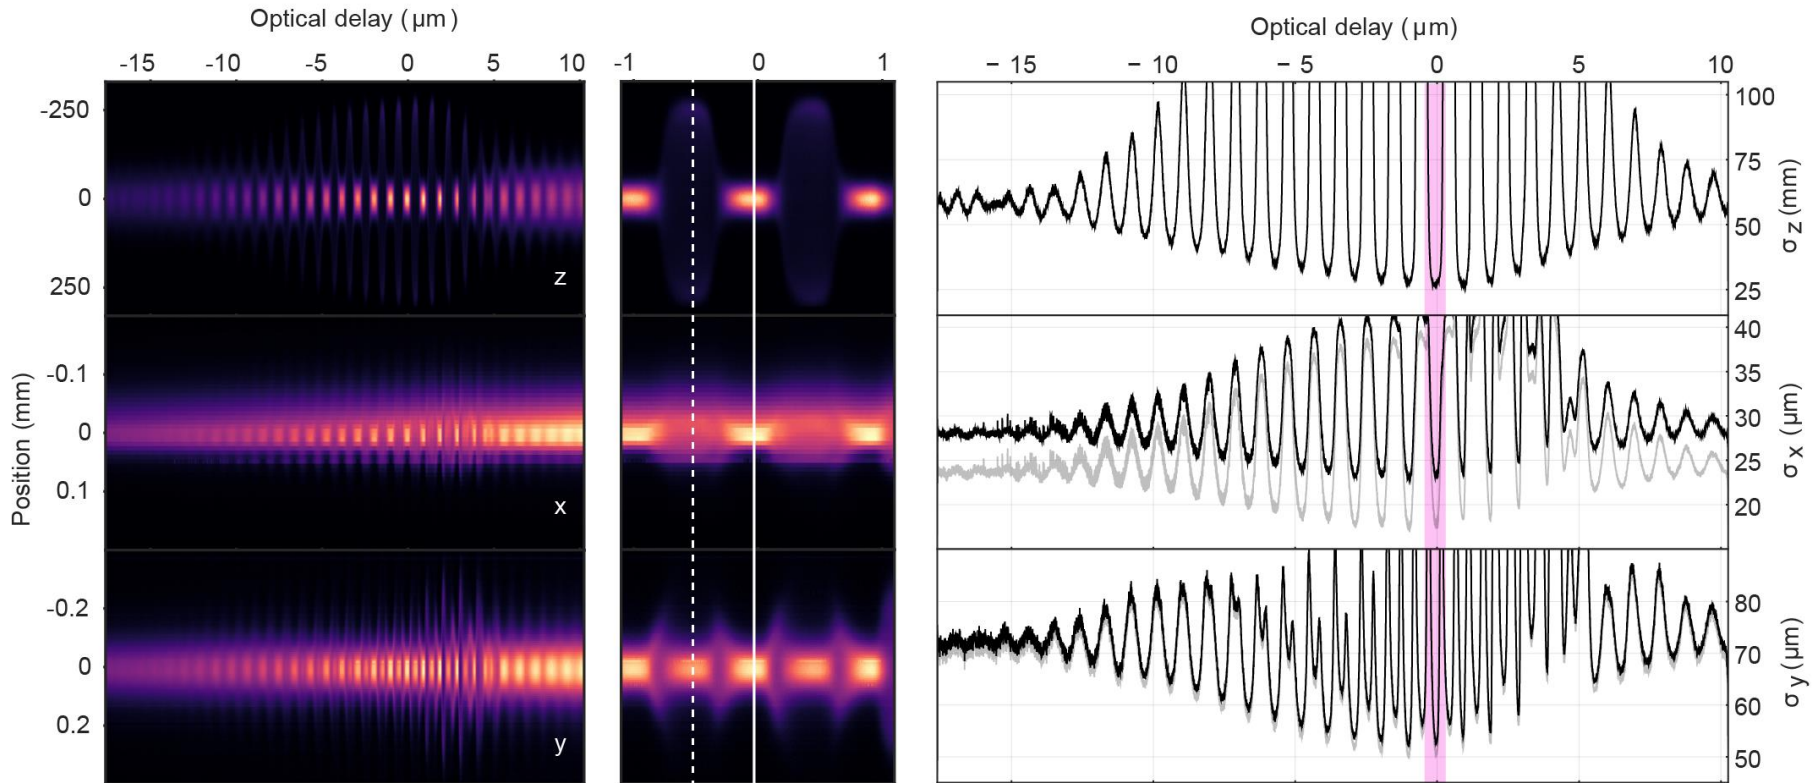 Optical delay (µm)
-15 -10 -5 0 5 10
-1 0 1
Optical delay (µm)
−15 −10 −5 0 5 10
Position (mm)
-250
0
250
z
-0.1
0
0.1
x
-0.2
0
0.2
y
100
75
50
25
σ z (mm)
40
35
30
25
20
σ x (µm)
80
70
60
50
σ y (µm)